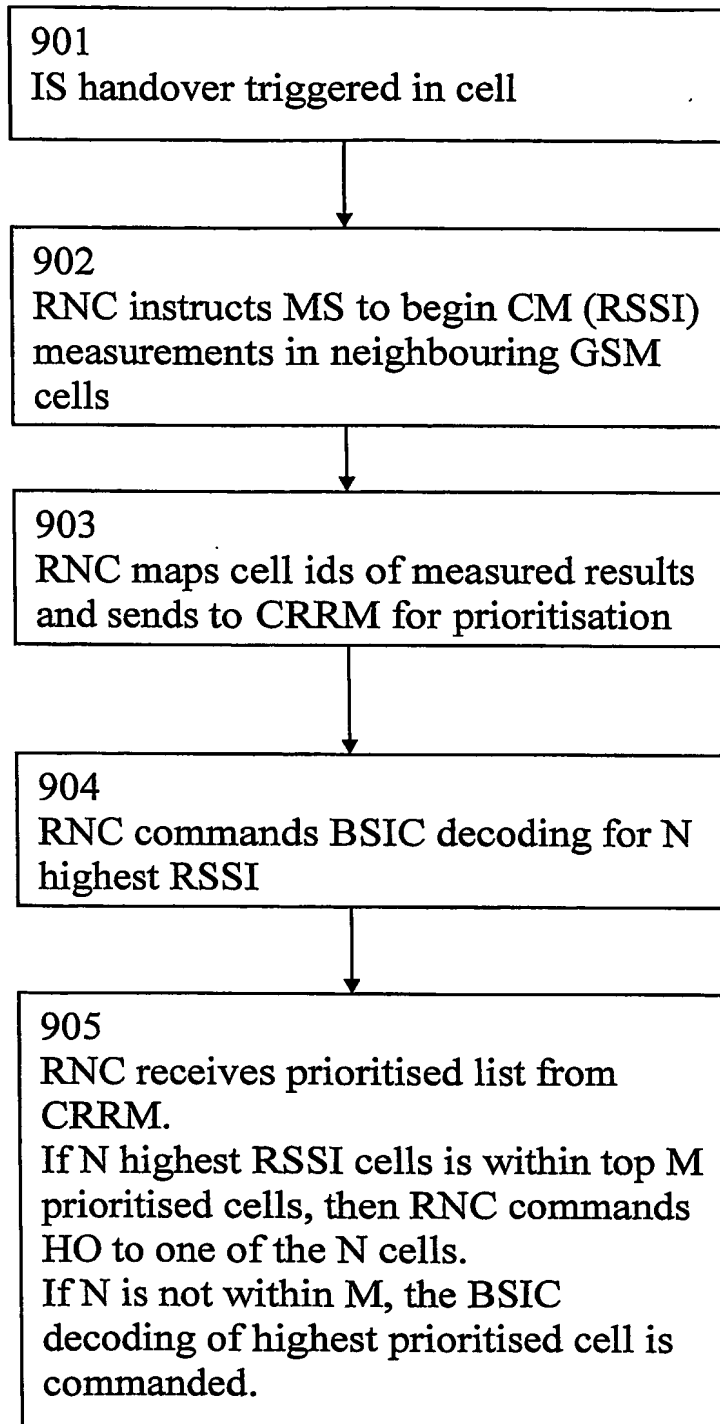 901
IS handover triggered in cell
902
RNC instructs MS to begin CM (RSSI)
measurements in neighbouring GSM
cells
903
RNC maps cell ids of measured results
and sends to CRRM for prioritisation
904
RNC commands BSIC decoding for N
highest RSSI
905
RNC receives prioritised list from
CRRM.
If N highest RSSI cells is within top M
prioritised cells, then RNC commands
HO to one of the N cells.
If N is not within M, the BSIC
decoding of highest prioritised cell is
commanded.